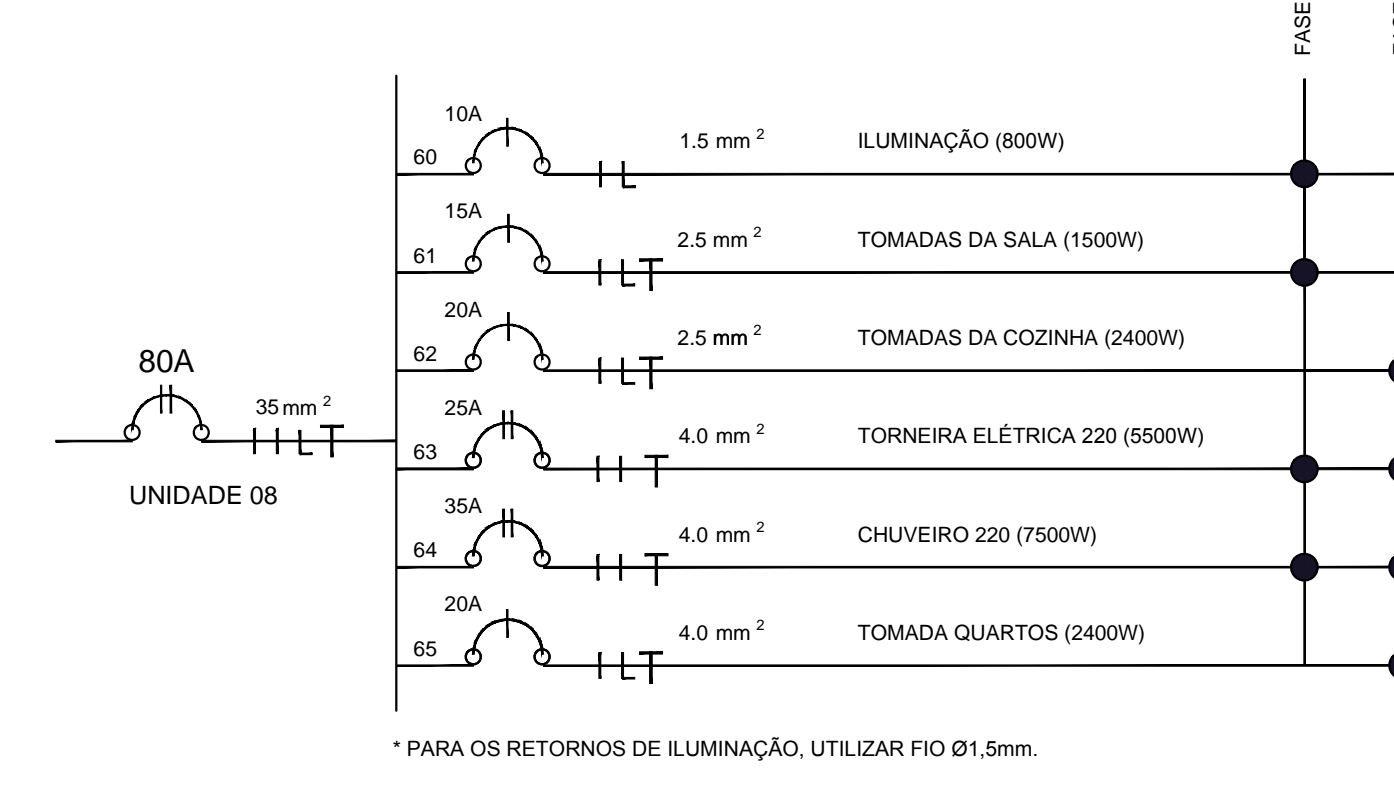 FASE
10A
60
1.5 mm 2
ILUMINAÇÃO (800W)
15A
61
2.5 mm 2
TOMADAS DA SALA (1500W)
20A
62
2.5 mm 2
TOMADAS DA COZINHA (2400W)
80A
35 mm 2
UNIDADE 08
25A
63
4.0 mm 2
TORNEIRA ELÉTRICA 220 (5500W)
35A
64
4.0 mm 2
CHUVEIRO 220 (7500W)
20A
65
4.0 mm 2
TOMADA QUARTOS (2400W)
* PARA OS RETORNOS DE ILUMINAÇÃO, UTILIZAR FIO Ø1,5mm.